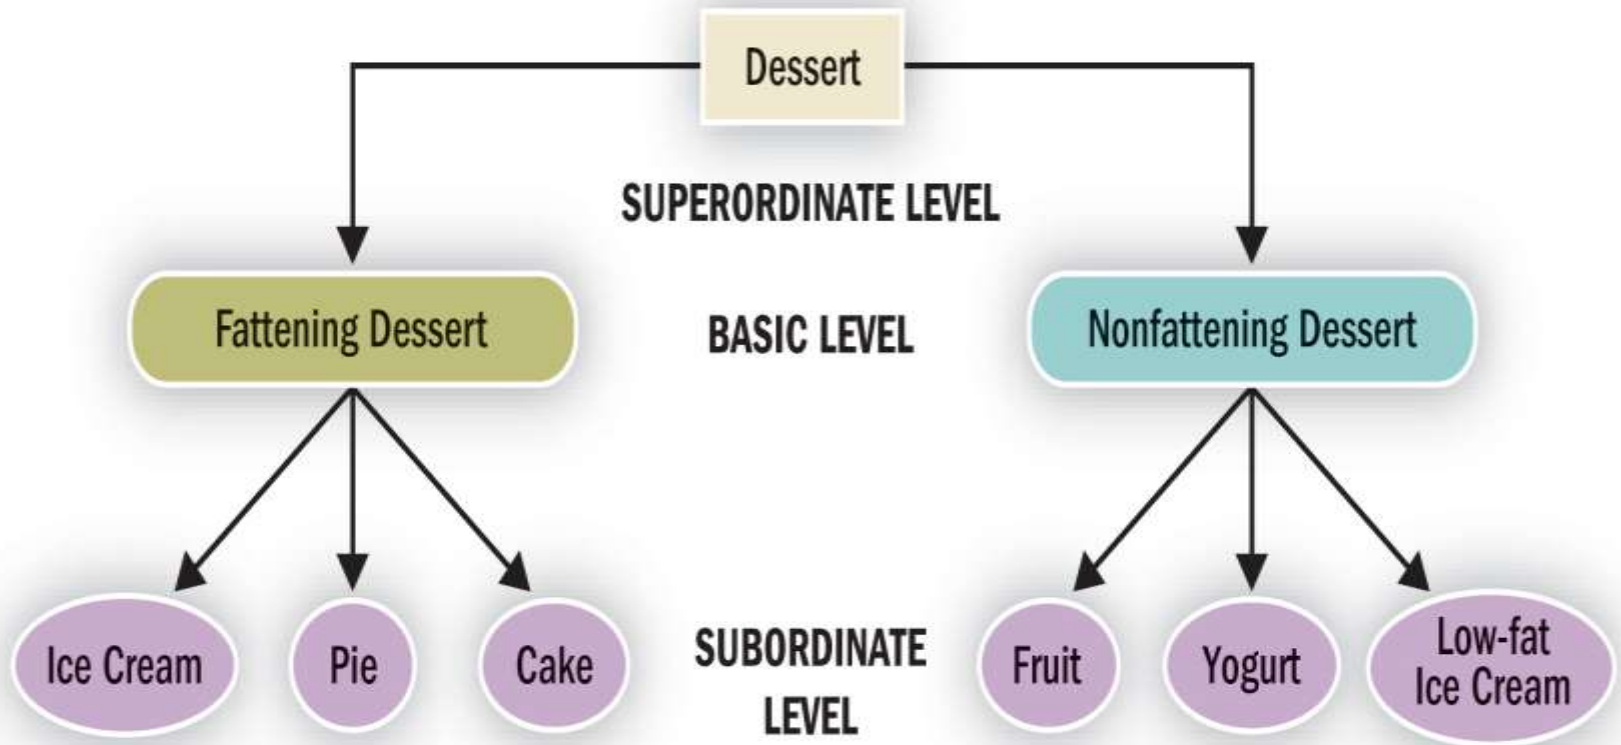 Dessert
SUPERORDINATE LEVEL
Fattening Dessert
BASIC LEVEL
Nonfattening Dessert
Ice Cream
Pie
Cake
SUBORDINATE
LEVEL
Fruit
Yogurt
Low-fat
Ice Cream